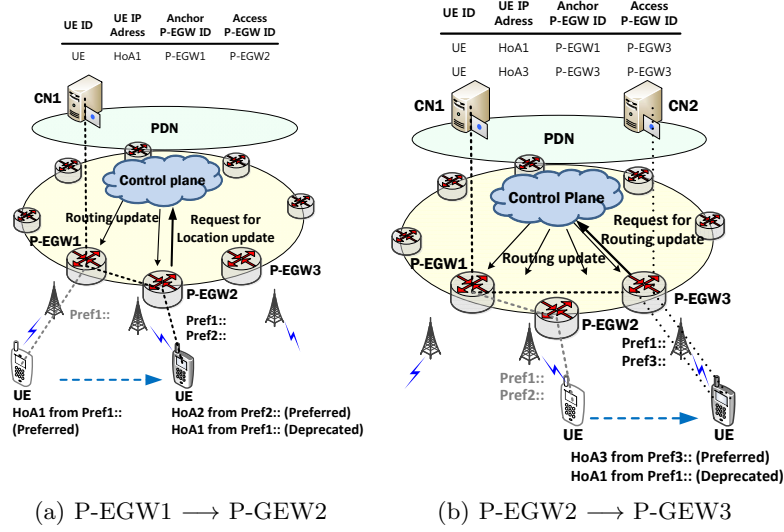 UE ID UE IP Adress Anchor P-EGW ID Access P-EGW ID
UE HoA1 P-EGW1 P-EGW2
CN1
PDN
Control plane
Routing update
Request for
Location update
P-EGW1
P-EGW3
P-EGW2
Pref1::
Pref1::
Pref2::
UE
UE
HoA1 from Pref1::
(Preferred)
HoA2 from Pref2:: (Preferred)
HoA1 from Pref1:: (Deprecated)
(a) P-EGW1 ⟶ P-GEW2
UE ID UE IP Adress Anchor P-EGW ID Access P-EGW ID
UE HoA1 P-EGW1 P-EGW3
UE HoA3 P-EGW3 P-EGW3
CN1
CN2
PDN
Control Plane
Request for
Routing update
P-EGW1
Routing update
P-EGW3
P-EGW2
Pref1::
Pref3::
Pref1::
Pref2::
UE
UE
HoA3 from Pref3:: (Preferred)
HoA1 from Pref1:: (Deprecated)
(b) P-EGW2 ⟶ P-GEW3